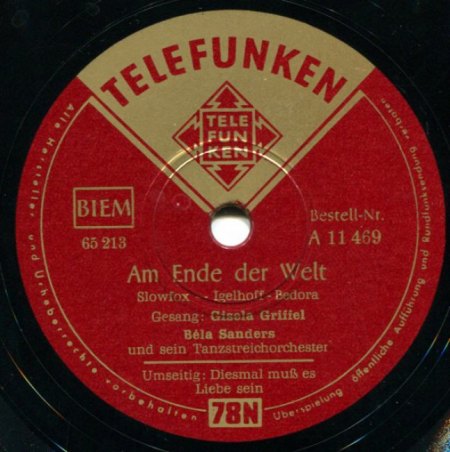 TELEFUNKEN
TELE
FUN
KEN
BIEM
65 213
Bestell-Nr.
A 11 469
Am Ende der Welt
Slowfox - Igelhoff-Bedora
Gesang: Gisela Griffel
Béla Sanders
und sein Tanzstreichorchester
Umseitig: Diesmal muß es
Liebe sein
78N
Alle Hersteller- und Urheberrechte vorbehalten
Überspielung öffentliche Aufführung und Rundfunksendung verboten